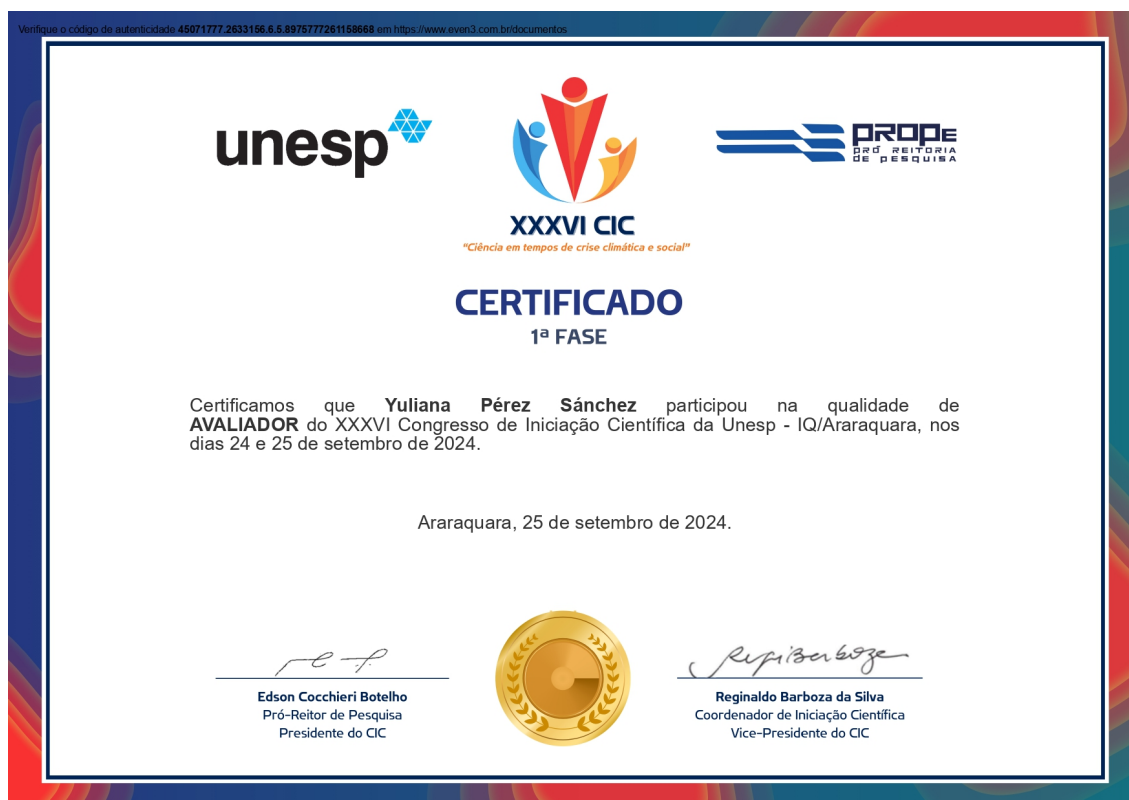 Verifique o código de autenticidade 45071777.2633156.6.5.8975777261158668 em https://www.even3.com.br/documentos
unesp
PROPe
PRÓ REITORIA
DE PESQUISA
XXXVI CIC
"Ciência em tempos de crise climática e social"
CERTIFICADO
1ª FASE
Certificamos que Yuliana Pérez Sánchez participou na qualidade de
AVALIADOR do XXXVI Congresso de Iniciação Científica da Unesp - IQ/Araraquara, nos
dias 24 e 25 de setembro de 2024.
Araraquara, 25 de setembro de 2024.
Edson Cocchieri Botelho
Pró-Reitor de Pesquisa
Presidente do CIC
Reginaldo Barboza da Silva
Coordenador de Iniciação Científica
Vice-Presidente do CIC